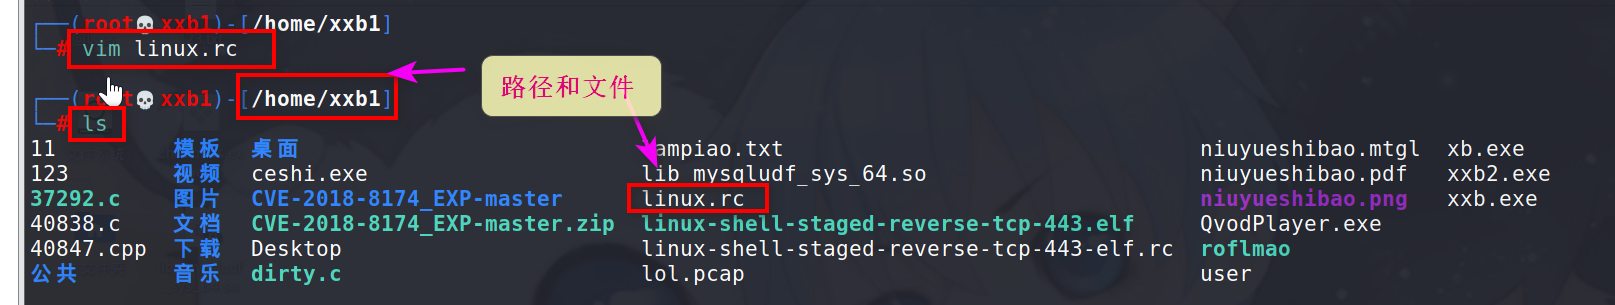 ┌──(root💀xxb1)-[/home/xxb1]
└─# vim linux.rc
┌──(root💀xxb1)-[/home/xxb1]
└─# ls
路径和文件
11 模板 桌面 ampiao.txt niuyueshibao.mtgl xb.exe
123 视频 ceshi.exe lib_mysqludf_sys_64.so niuyueshibao.pdf xxb2.exe
37292.c 图片 CVE-2018-8174_EXP-master linux.rc niuyueshibao.png xxb.exe
40838.c 文档 CVE-2018-8174_EXP-master.zip linux-shell-staged-reverse-tcp-443.elf QvodPlayer.exe
40847.cpp 下载 Desktop linux-shell-staged-reverse-tcp-443-elf.rc roflmao
公共 音乐 dirty.c lol.pcap user